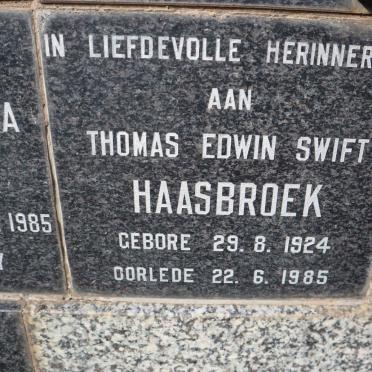 IN LIEFDEVOLLE HERINNER
AAN
THOMAS EDWIN SWIFT
HAASBROEK
GEBORE 29. 8. 1924
OORLEDE 22. 6. 1985
A
1985